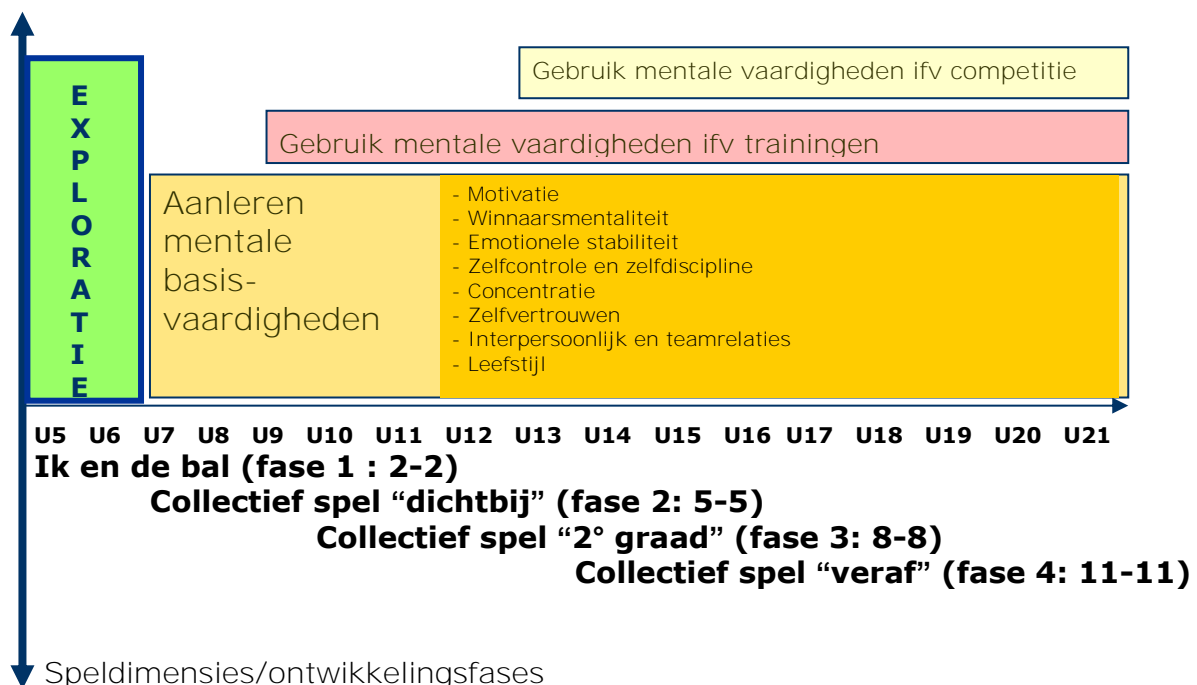 EXPLORATIE
Gebruik mentale vaardigheden ifv competitie
Gebruik mentale vaardigheden ifv trainingen
Aanleren
mentale
basis-
vaardigheden
- Motivatie
- Winnaarsmentaliteit
- Emotionele stabiliteit
- Zelfcontrole en zelfdiscipline
- Concentratie
- Zelfvertrouwen
- Interpersoonlijk en teamrelaties
- Leefstijl
U5 U6 U7 U8 U9 U10 U11 U12 U13 U14 U15 U16 U17 U18 U19 U20 U21
Ik en de bal (fase 1 : 2-2)
Collectief spel “dichtbij” (fase 2: 5-5)
Collectief spel “2° graad” (fase 3: 8-8)
Collectief spel “veraf” (fase 4: 11-11)
Speldimensies/ontwikkelingsfases